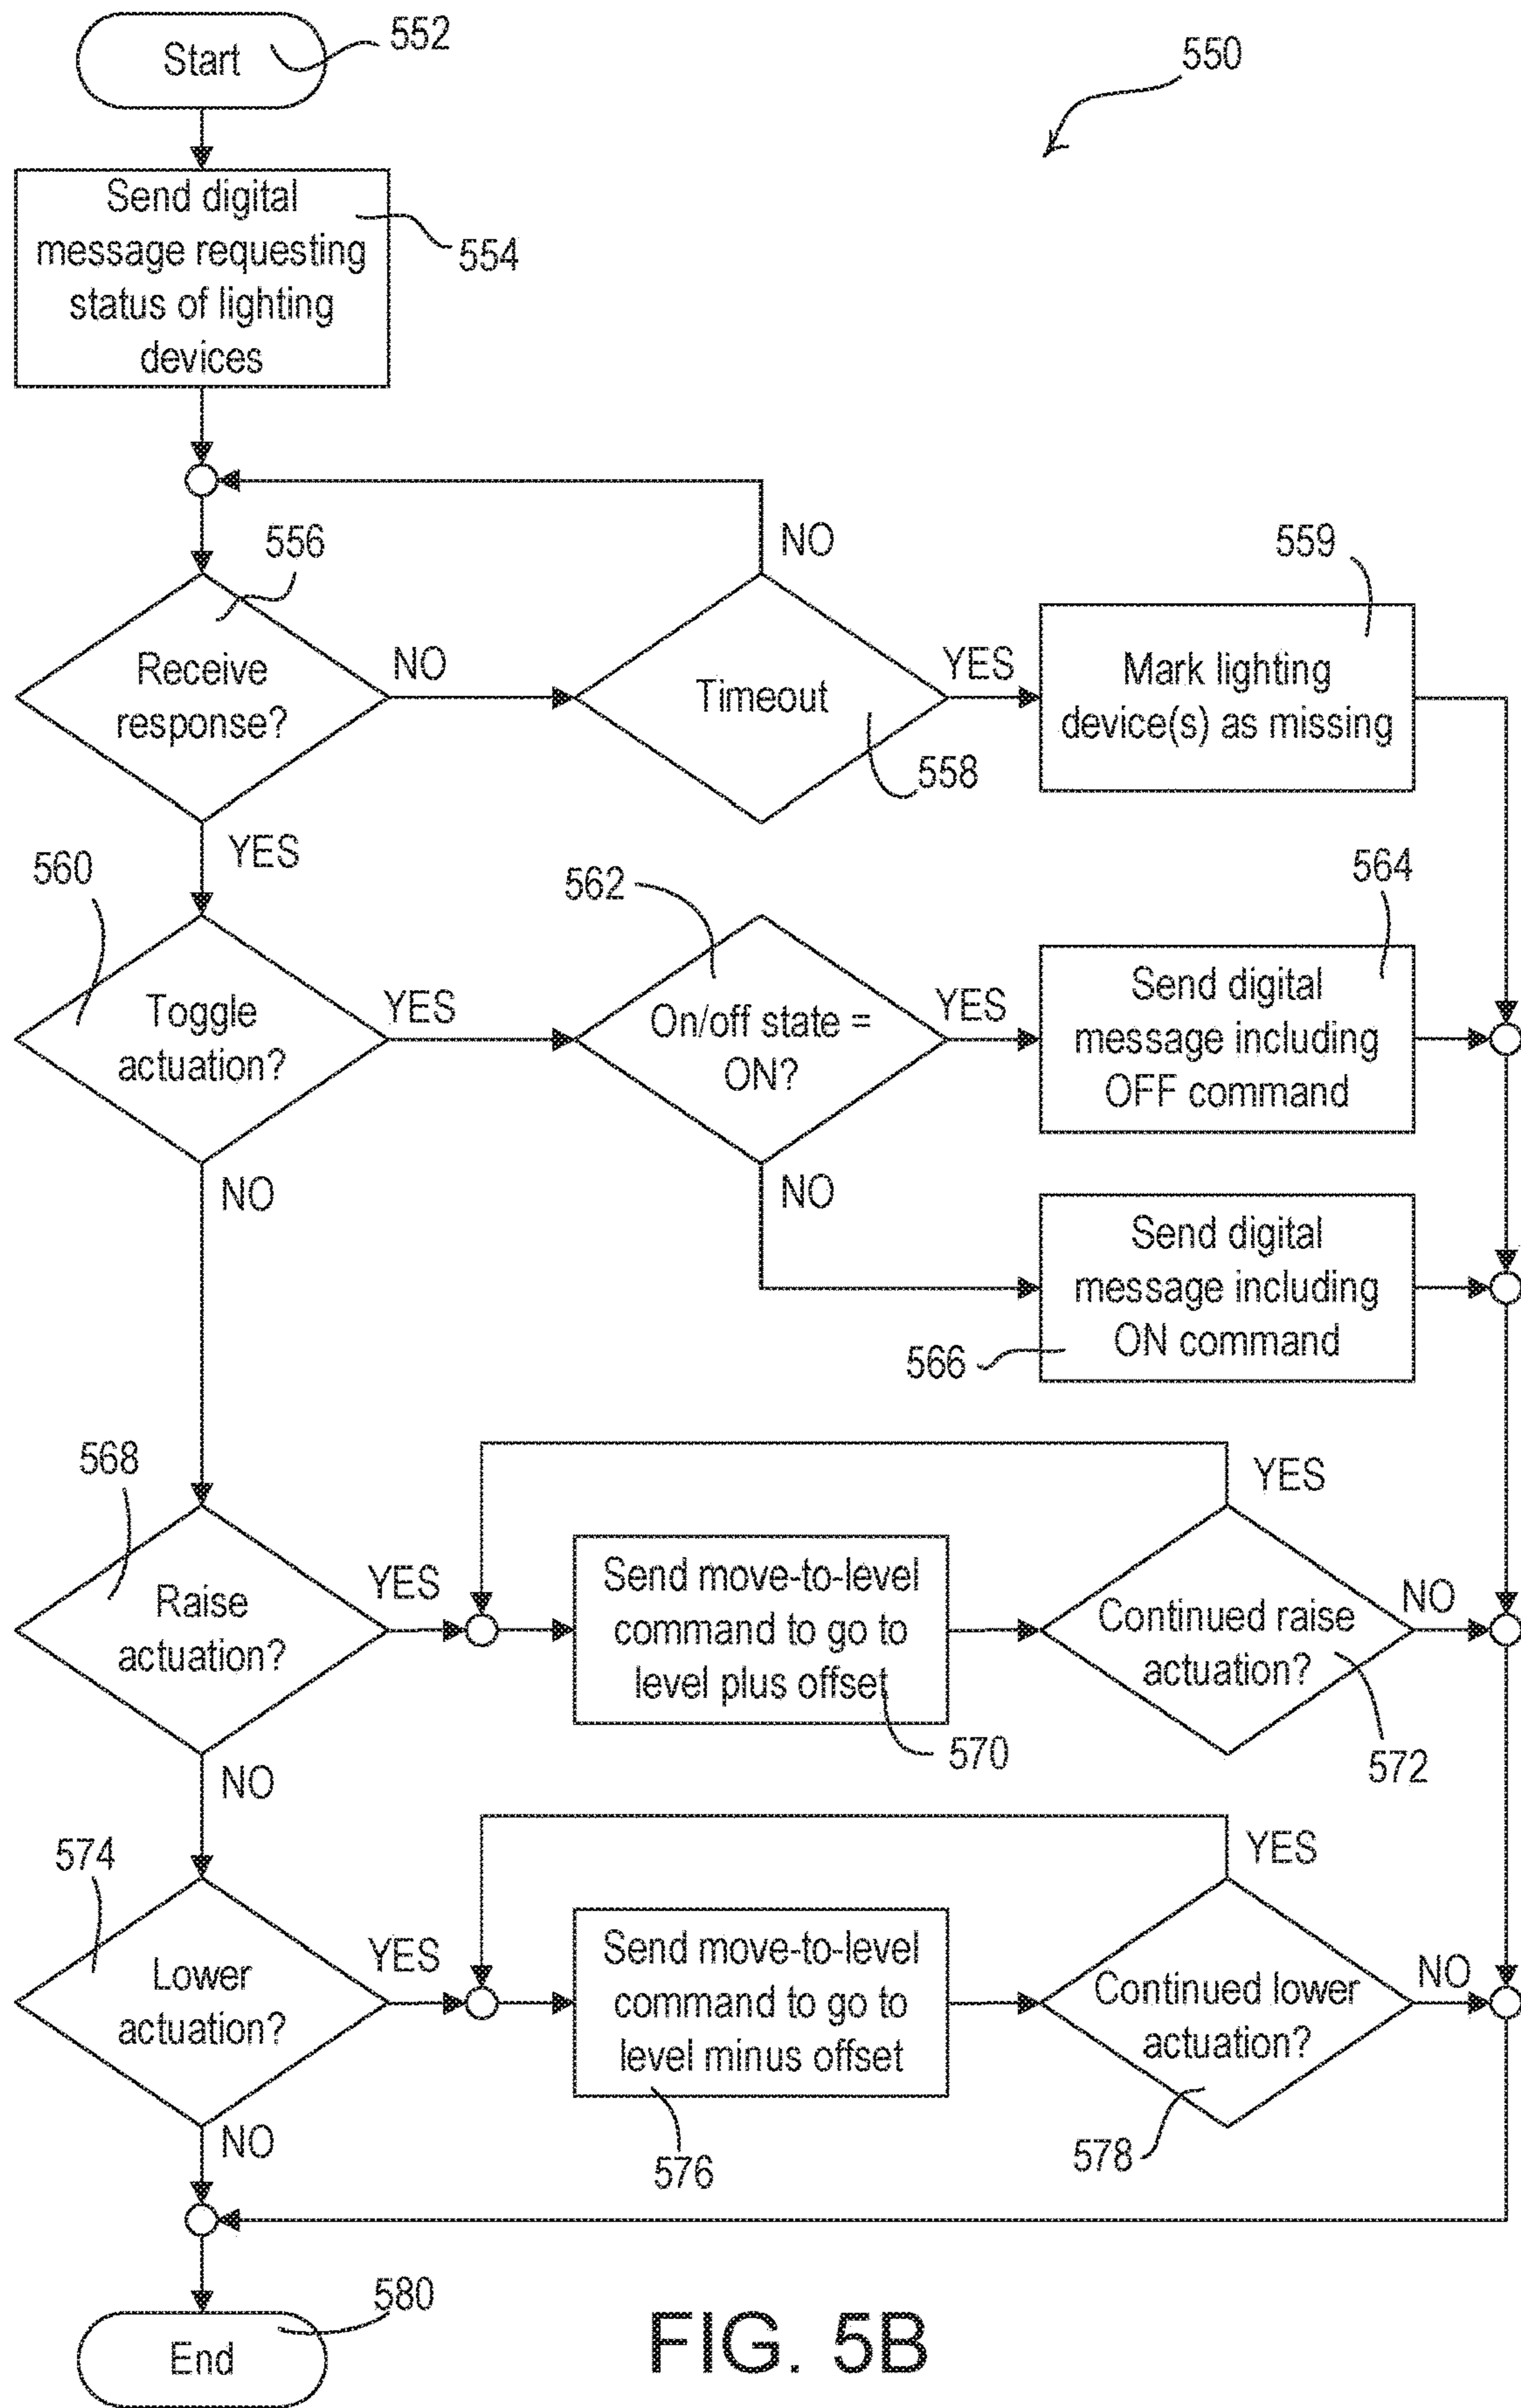 Start
552
550
Send digital
message requesting
status of lighting
devices
554
556
NO
559
Receive
response?
NO
Timeout
558
YES
Mark lighting
device(s) as missing
YES
560
562
564
Toggle
actuation?
YES
On/off state =
ON?
YES
Send digital
message including
OFF command
NO
NO
Send digital
message including
ON command
566
568
YES
Raise
actuation?
YES
Send move-to-level
command to go to
level plus offset
570
Continued raise
actuation?
NO
572
NO
574
YES
Lower
actuation?
YES
Send move-to-level
command to go to
level minus offset
576
Continued lower
actuation?
NO
578
NO
580
End
FIG. 5B